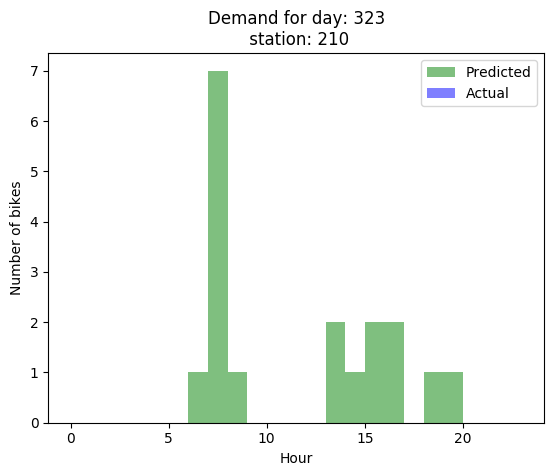 Demand for day: 323
station: 210
Predicted
Actual
Number of bikes
7
6
5
4
3
2
1
0
0
5
10
15
20
Hour